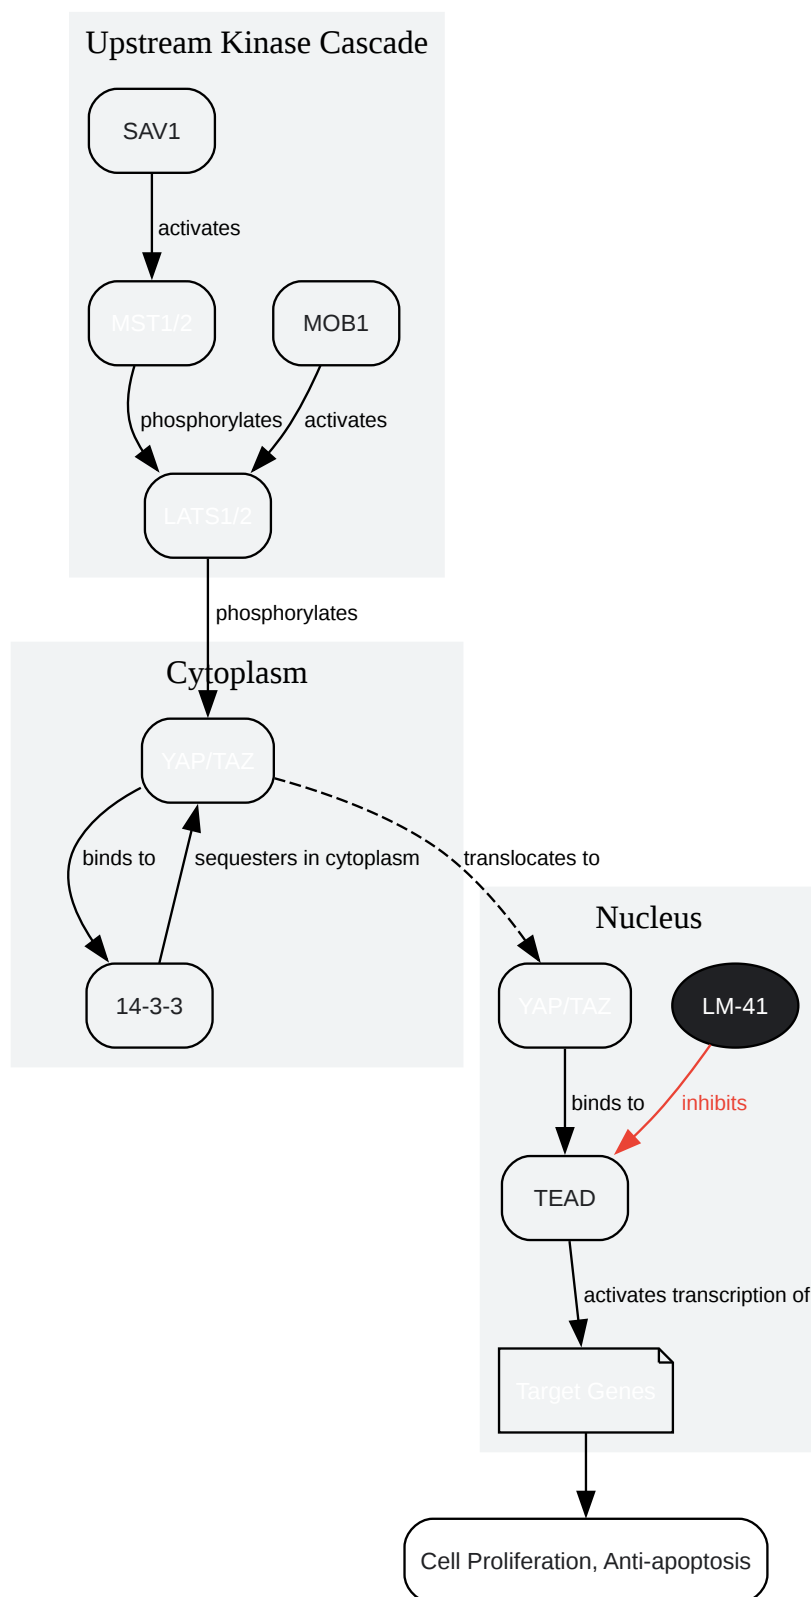 Upstream Kinase Cascade
SAV1
activates
MST1/2
MOB1
phosphorylates
activates
LATS1/2
phosphorylates
Cytoplasm
YAP/TAZ
binds to
sequesters in cytoplasm
translocates to
Nucleus
14-3-3
YAP/TAZ
LM-41
binds to
inhibits
TEAD
activates transcription of
Target Genes
Cell Proliferation, Anti-apoptosis